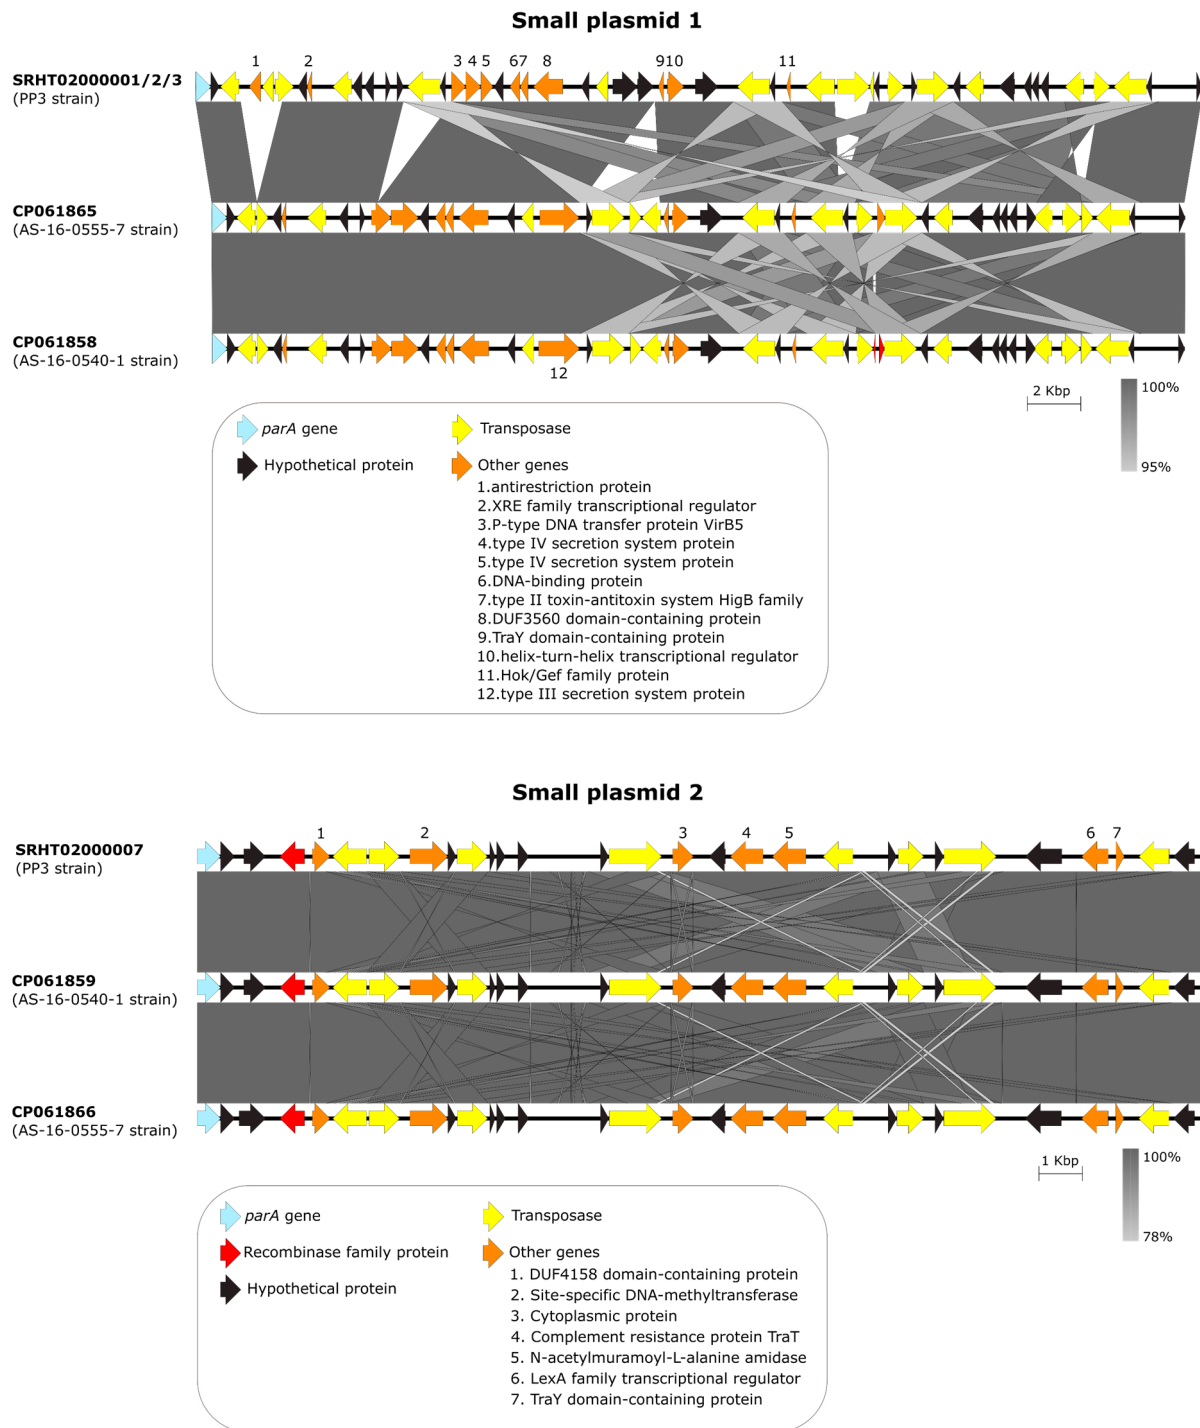 Small plasmid 1
1 2 3 4 5 67 8 910 11
SRHT02000001/2/3
(PP3 strain)
CP061865
(AS-16-0555-7 strain)
CP061858
(AS-16-0540-1 strain)
12
2 Kbp
100%
95%
parA gene
Hypothetical protein
Transposase
Other genes
1.antirestriction protein
2.XRE family transcriptional regulator
3.P-type DNA transfer protein VirB5
4.type IV secretion system protein
5.type IV secretion system protein
6.DNA-binding protein
7.type II toxin-antitoxin system HigB family
8.DUF3560 domain-containing protein
9.TraY domain-containing protein
10.helix-turn-helix transcriptional regulator
11.Hok/Gef family protein
12.type III secretion system protein
Small plasmid 2
1 2 3 4 5 6 7
SRHT02000007
(PP3 strain)
CP061859
(AS-16-0540-1 strain)
CP061866
(AS-16-0555-7 strain)
1 Kbp
100%
78%
parA gene
Recombinase family protein
Hypothetical protein
Transposase
Other genes
1. DUF4158 domain-containing protein
2. Site-specific DNA-methyltransferase
3. Cytoplasmic protein
4. Complement resistance protein TraT
5. N-acetylmuramoyl-L-alanine amidase
6. LexA family transcriptional regulator
7. TraY domain-containing protein